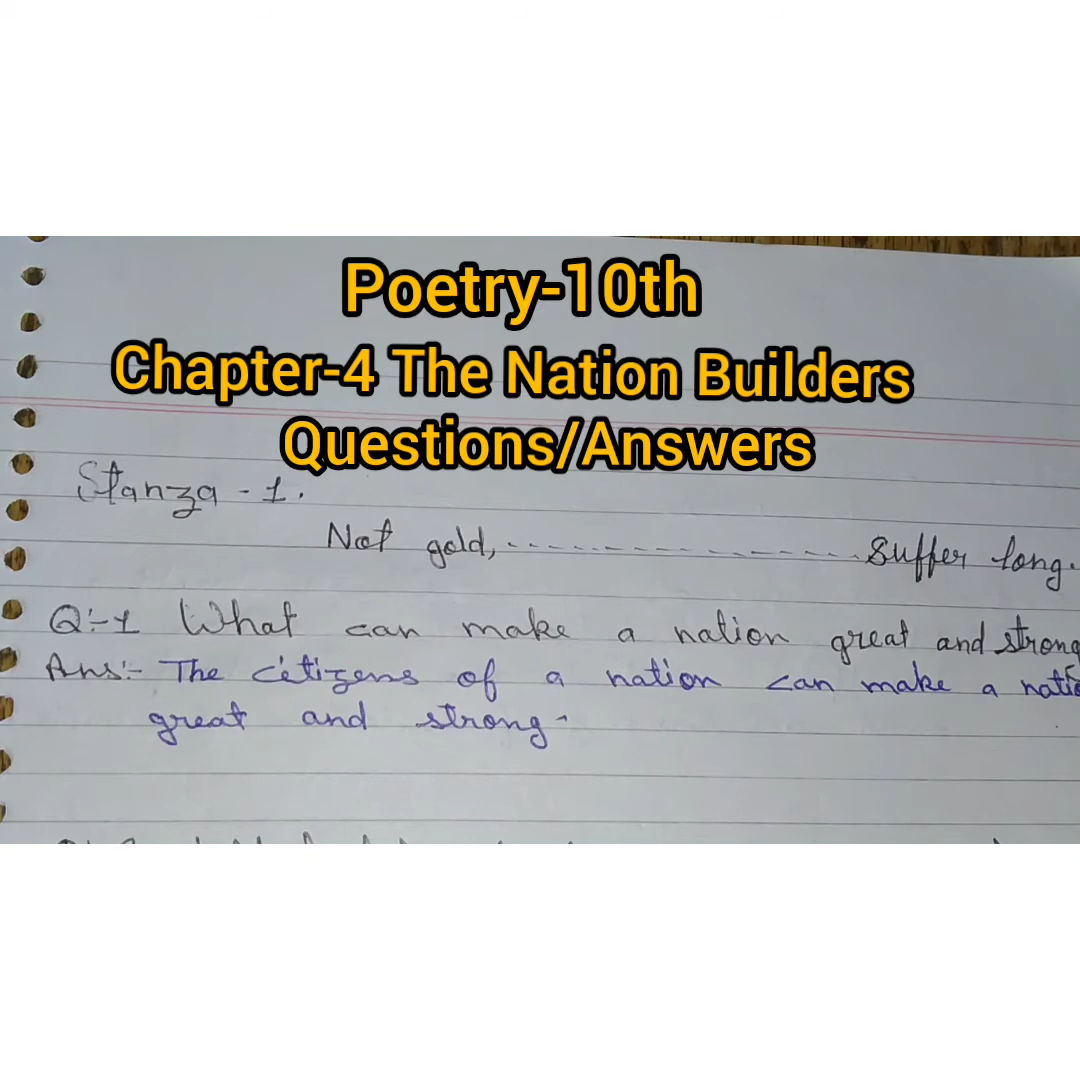 Poetry-10th
Chapter-4 The Nation Builders
Questions/Answers
Stanza - 1.
Not gold, ---------------- Suffer long.
Q:-1 What can make a nation great and strong
Ans:- The citizens of a nation can make a natio
great and strong.